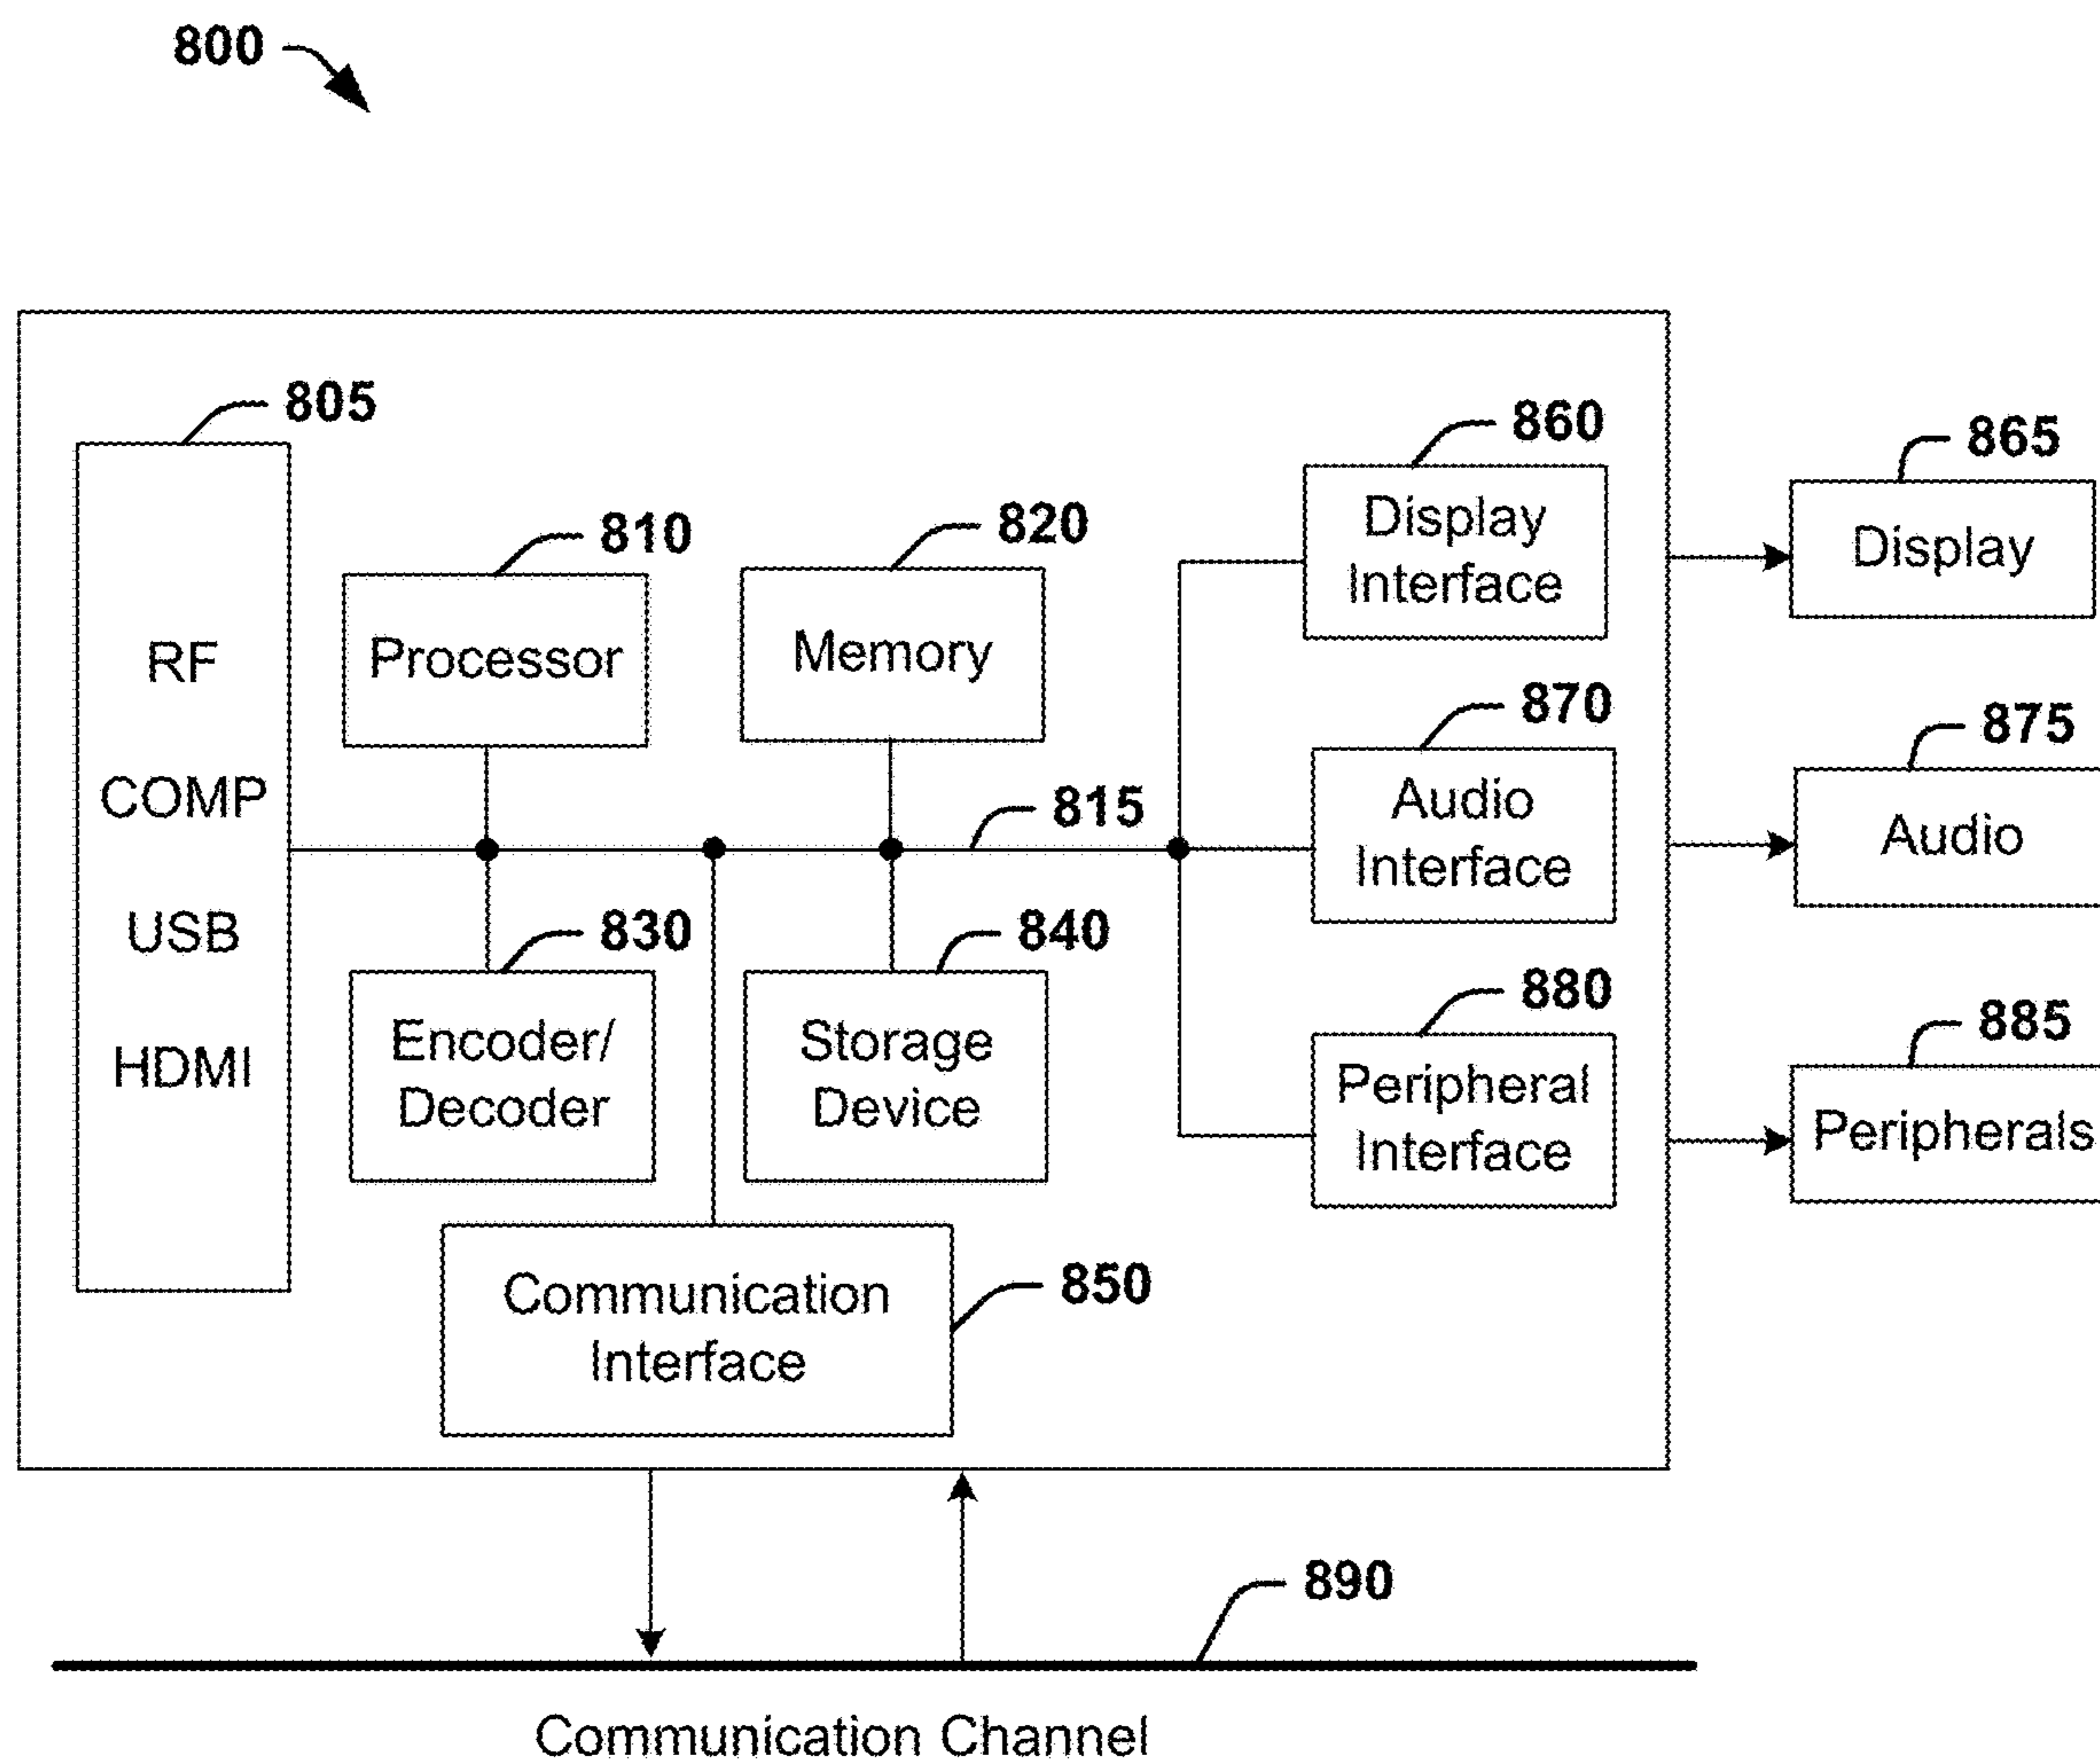 800
805
RF
COMP
USB
HDMI
810
Processor
820
Memory
815
830
Encoder/
Decoder
840
Storage
Device
850
Communication
Interface
860
Display
Interface
870
Audio
Interface
880
Peripheral
Interface
865
Display
875
Audio
885
Peripherals
890
Communication Channel